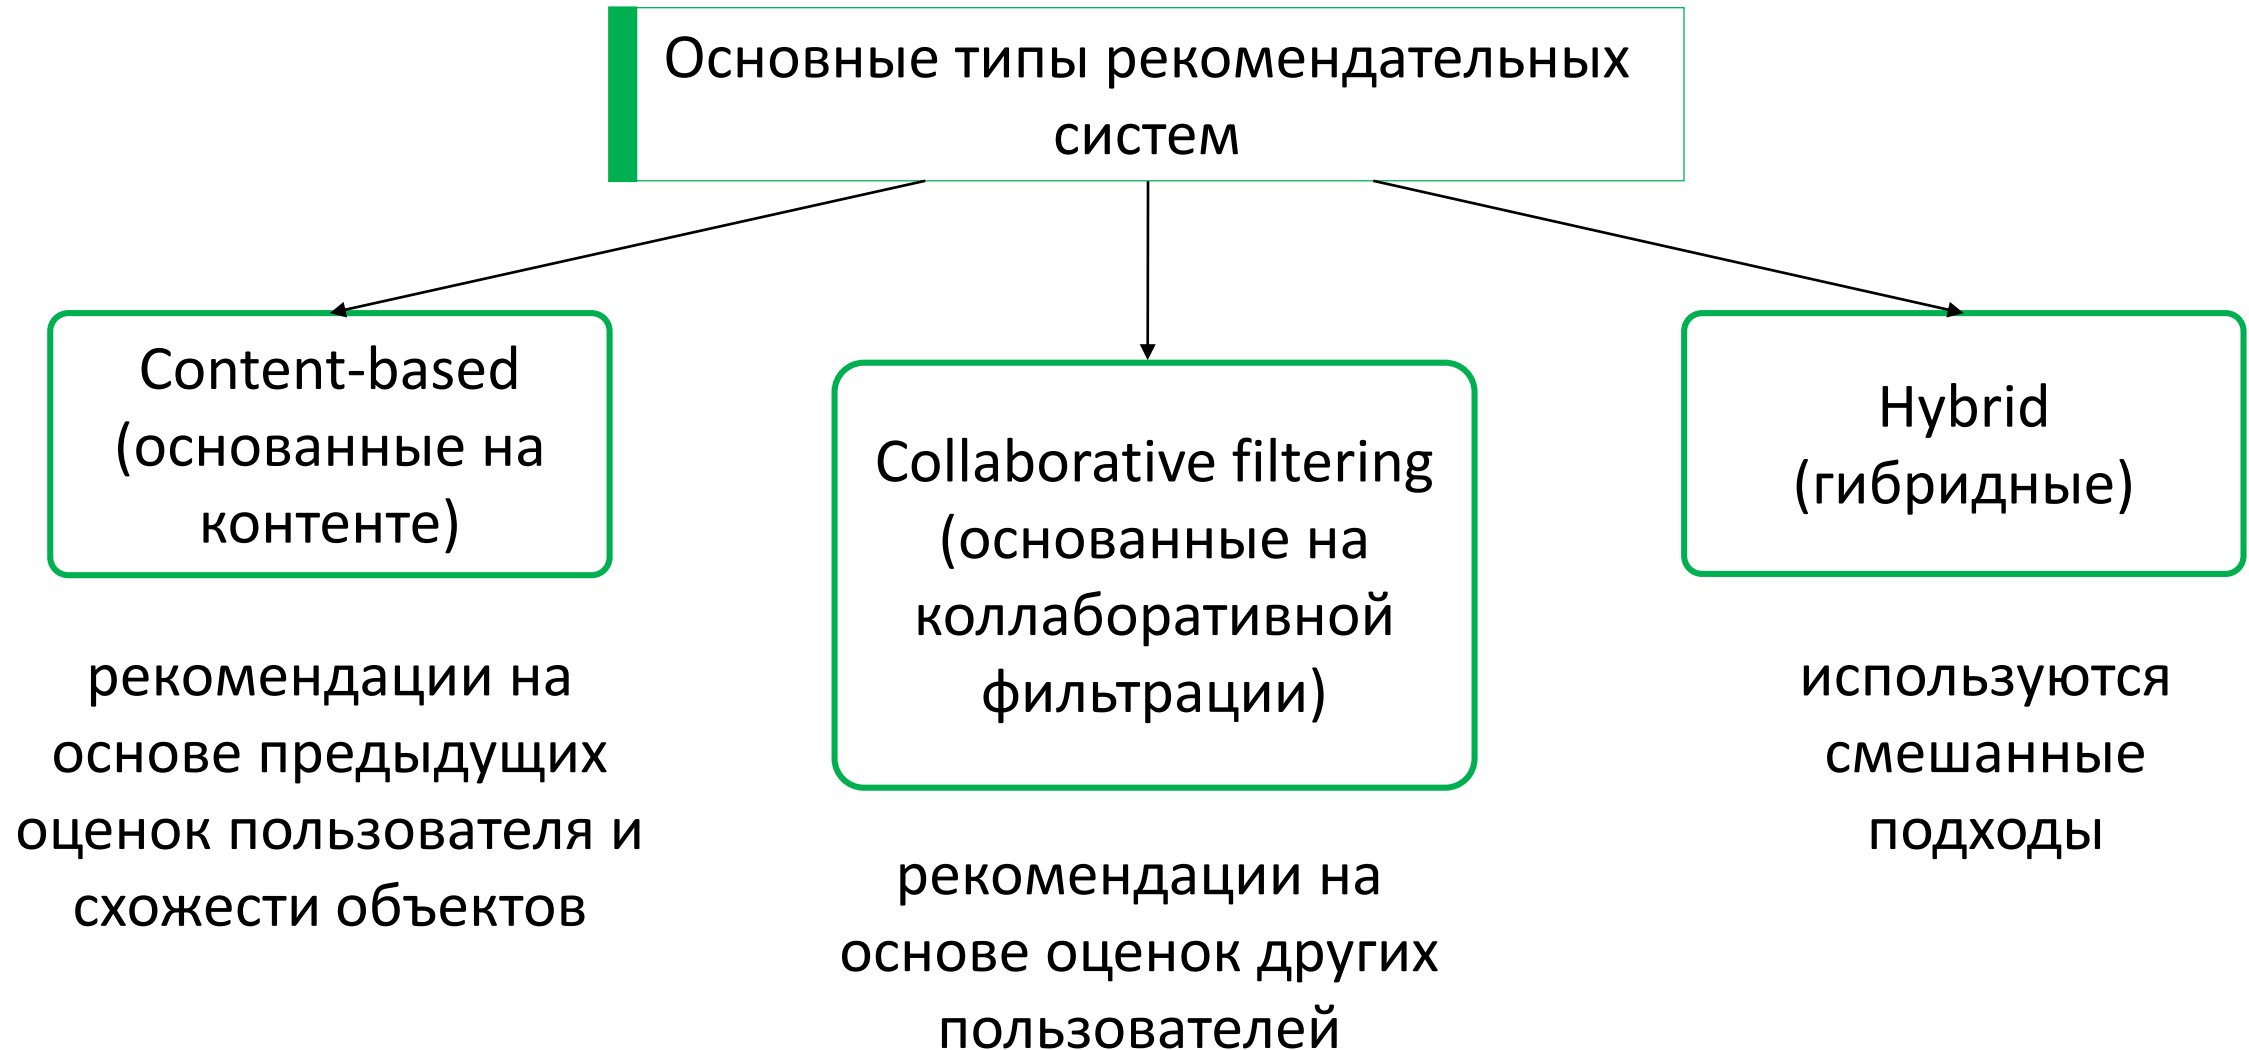 Основные типы рекомендательных
систем
Content-based
(основанные на
контенте)
рекомендации на
основе предыдущих
оценок пользователя и
схожести объектов
Collaborative filtering
(основанные на
коллаборативной
фильтрации)
рекомендации на
основе оценок других
пользователей
Hybrid
(гибридные)
используются
смешанные
подходы